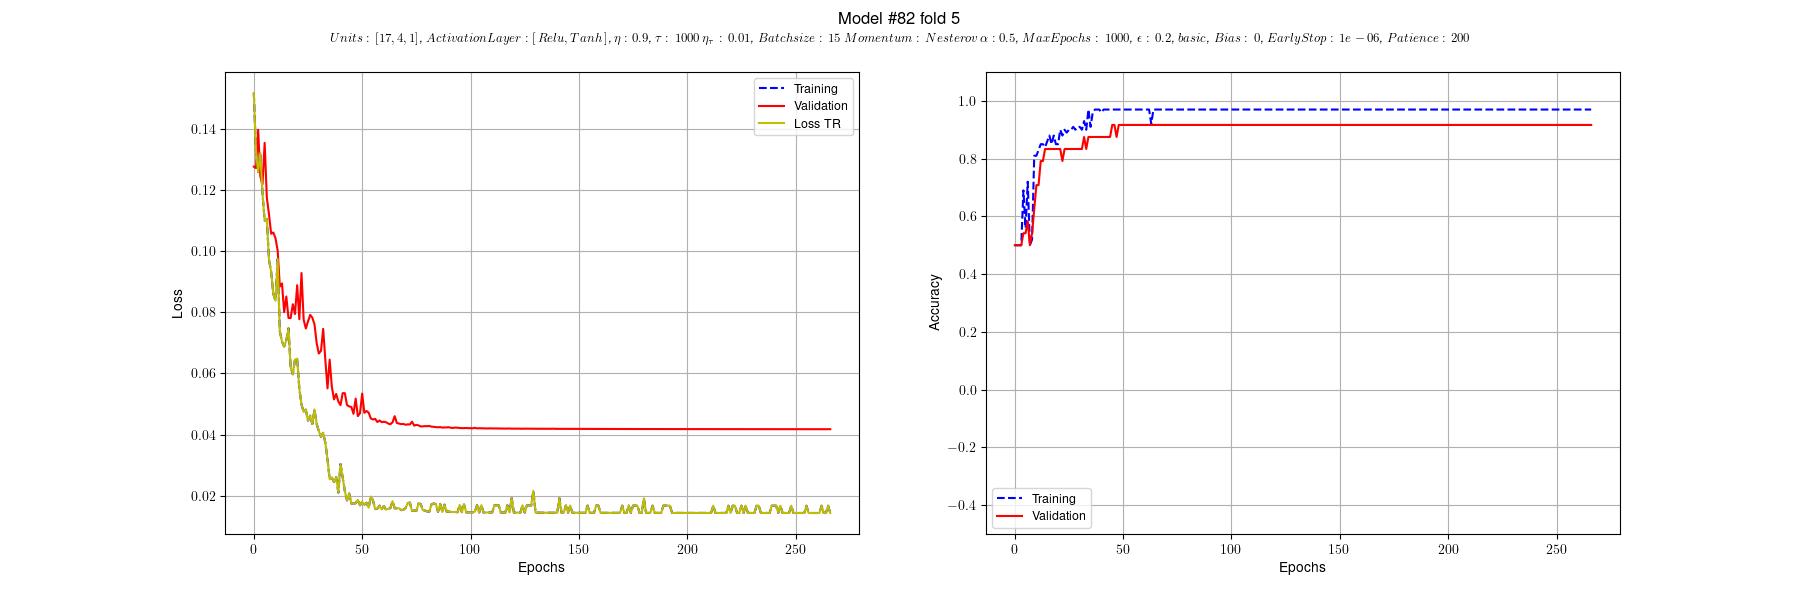 Model #82 fold 5
Units : [17, 4, 1], ActivationLayer : [Relu, Tanh], η : 0.9, τ : 1000 η_τ : 0.01, Batchsize : 15 Momentum : Nesterov α : 0.5, MaxEpochs : 1000, ϵ : 0.2, basic, Bias : 0, EarlyStop : 1e − 06, Patience : 200
Training
Validation
Loss TR
0.14
0.12
0.10
0.08
0.06
0.04
0.02
Loss
0 50 100 150 200 250
Epochs
1.0
0.8
0.6
0.4
0.2
0.0
−0.2
−0.4
Accuracy
Training
Validation
0 50 100 150 200 250
Epochs